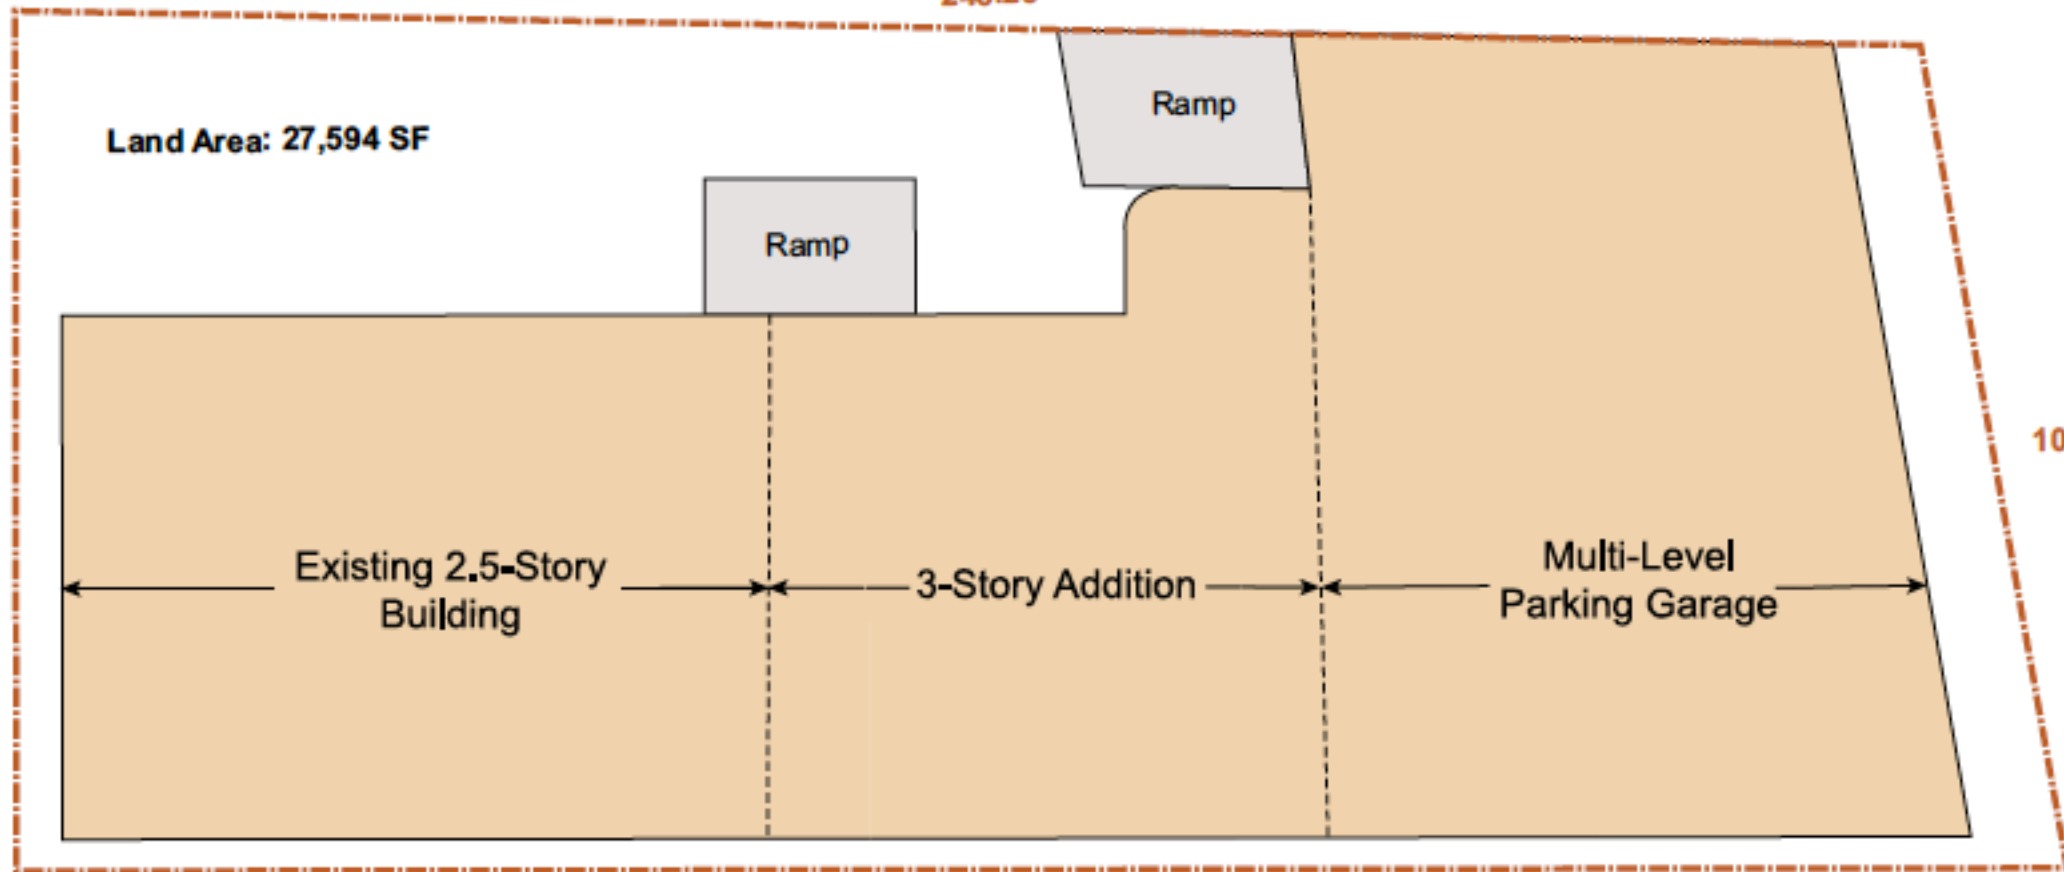 Ramp
Land Area: 27,594 SF
Ramp
10
Existing 2.5-Story
Building
3-Story Addition
Multi-Level
Parking Garage